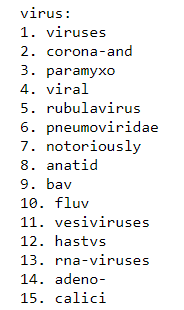 virus:
1. viruses
2. corona-and
3. paramyxo
4. viral
5. rubulavirus
6. pneumoviridae
7. notoriously
8. anatid
9. bav
10. fluv
11. vesiviruses
12. hastvs
13. rna-viruses
14. adeno-
15. calici